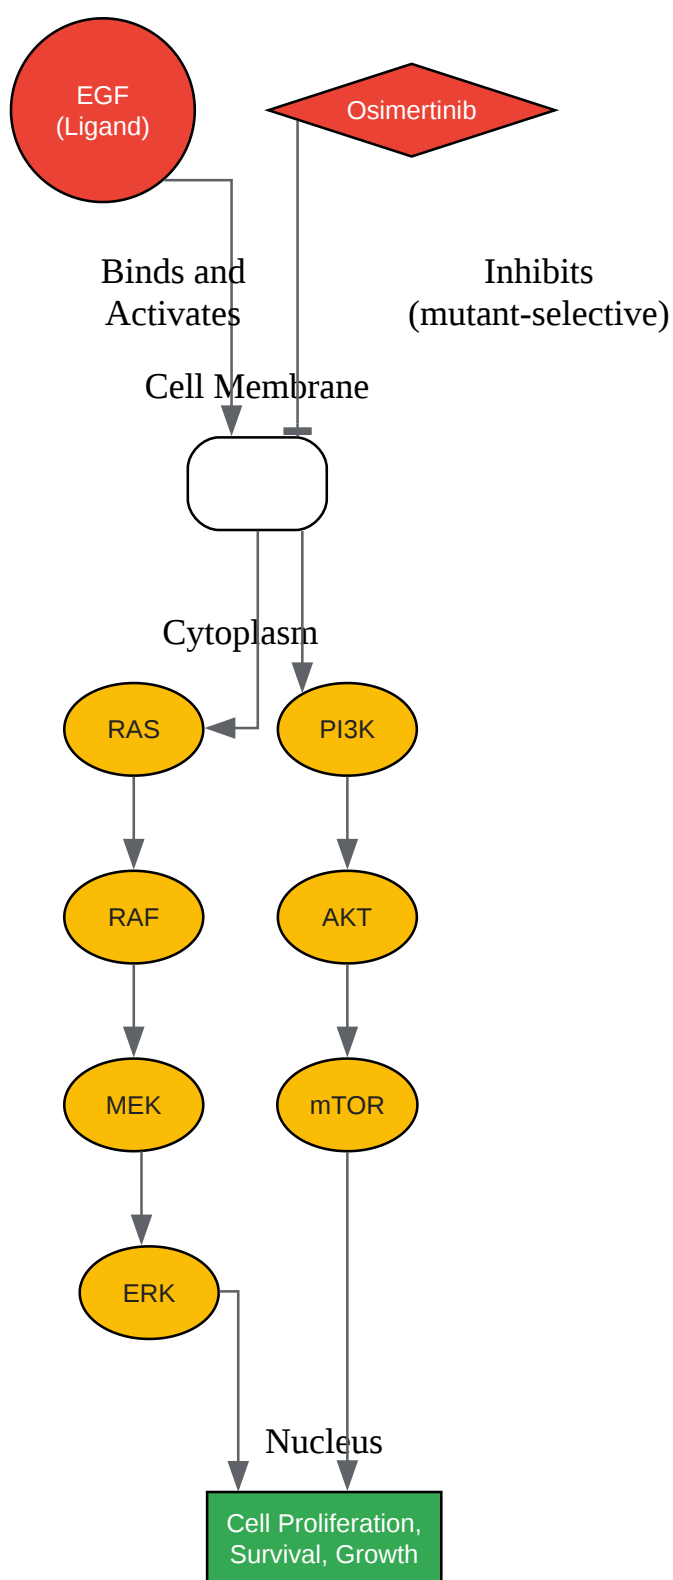 EGF
(Ligand)
Osimertinib
Binds and
Activates
Inhibits
(mutant-selective)
Cell Membrane
Cytoplasm
RAS
PI3K
RAF
AKT
MEK
mTOR
ERK
Nucleus
Cell Proliferation,
Survival, Growth